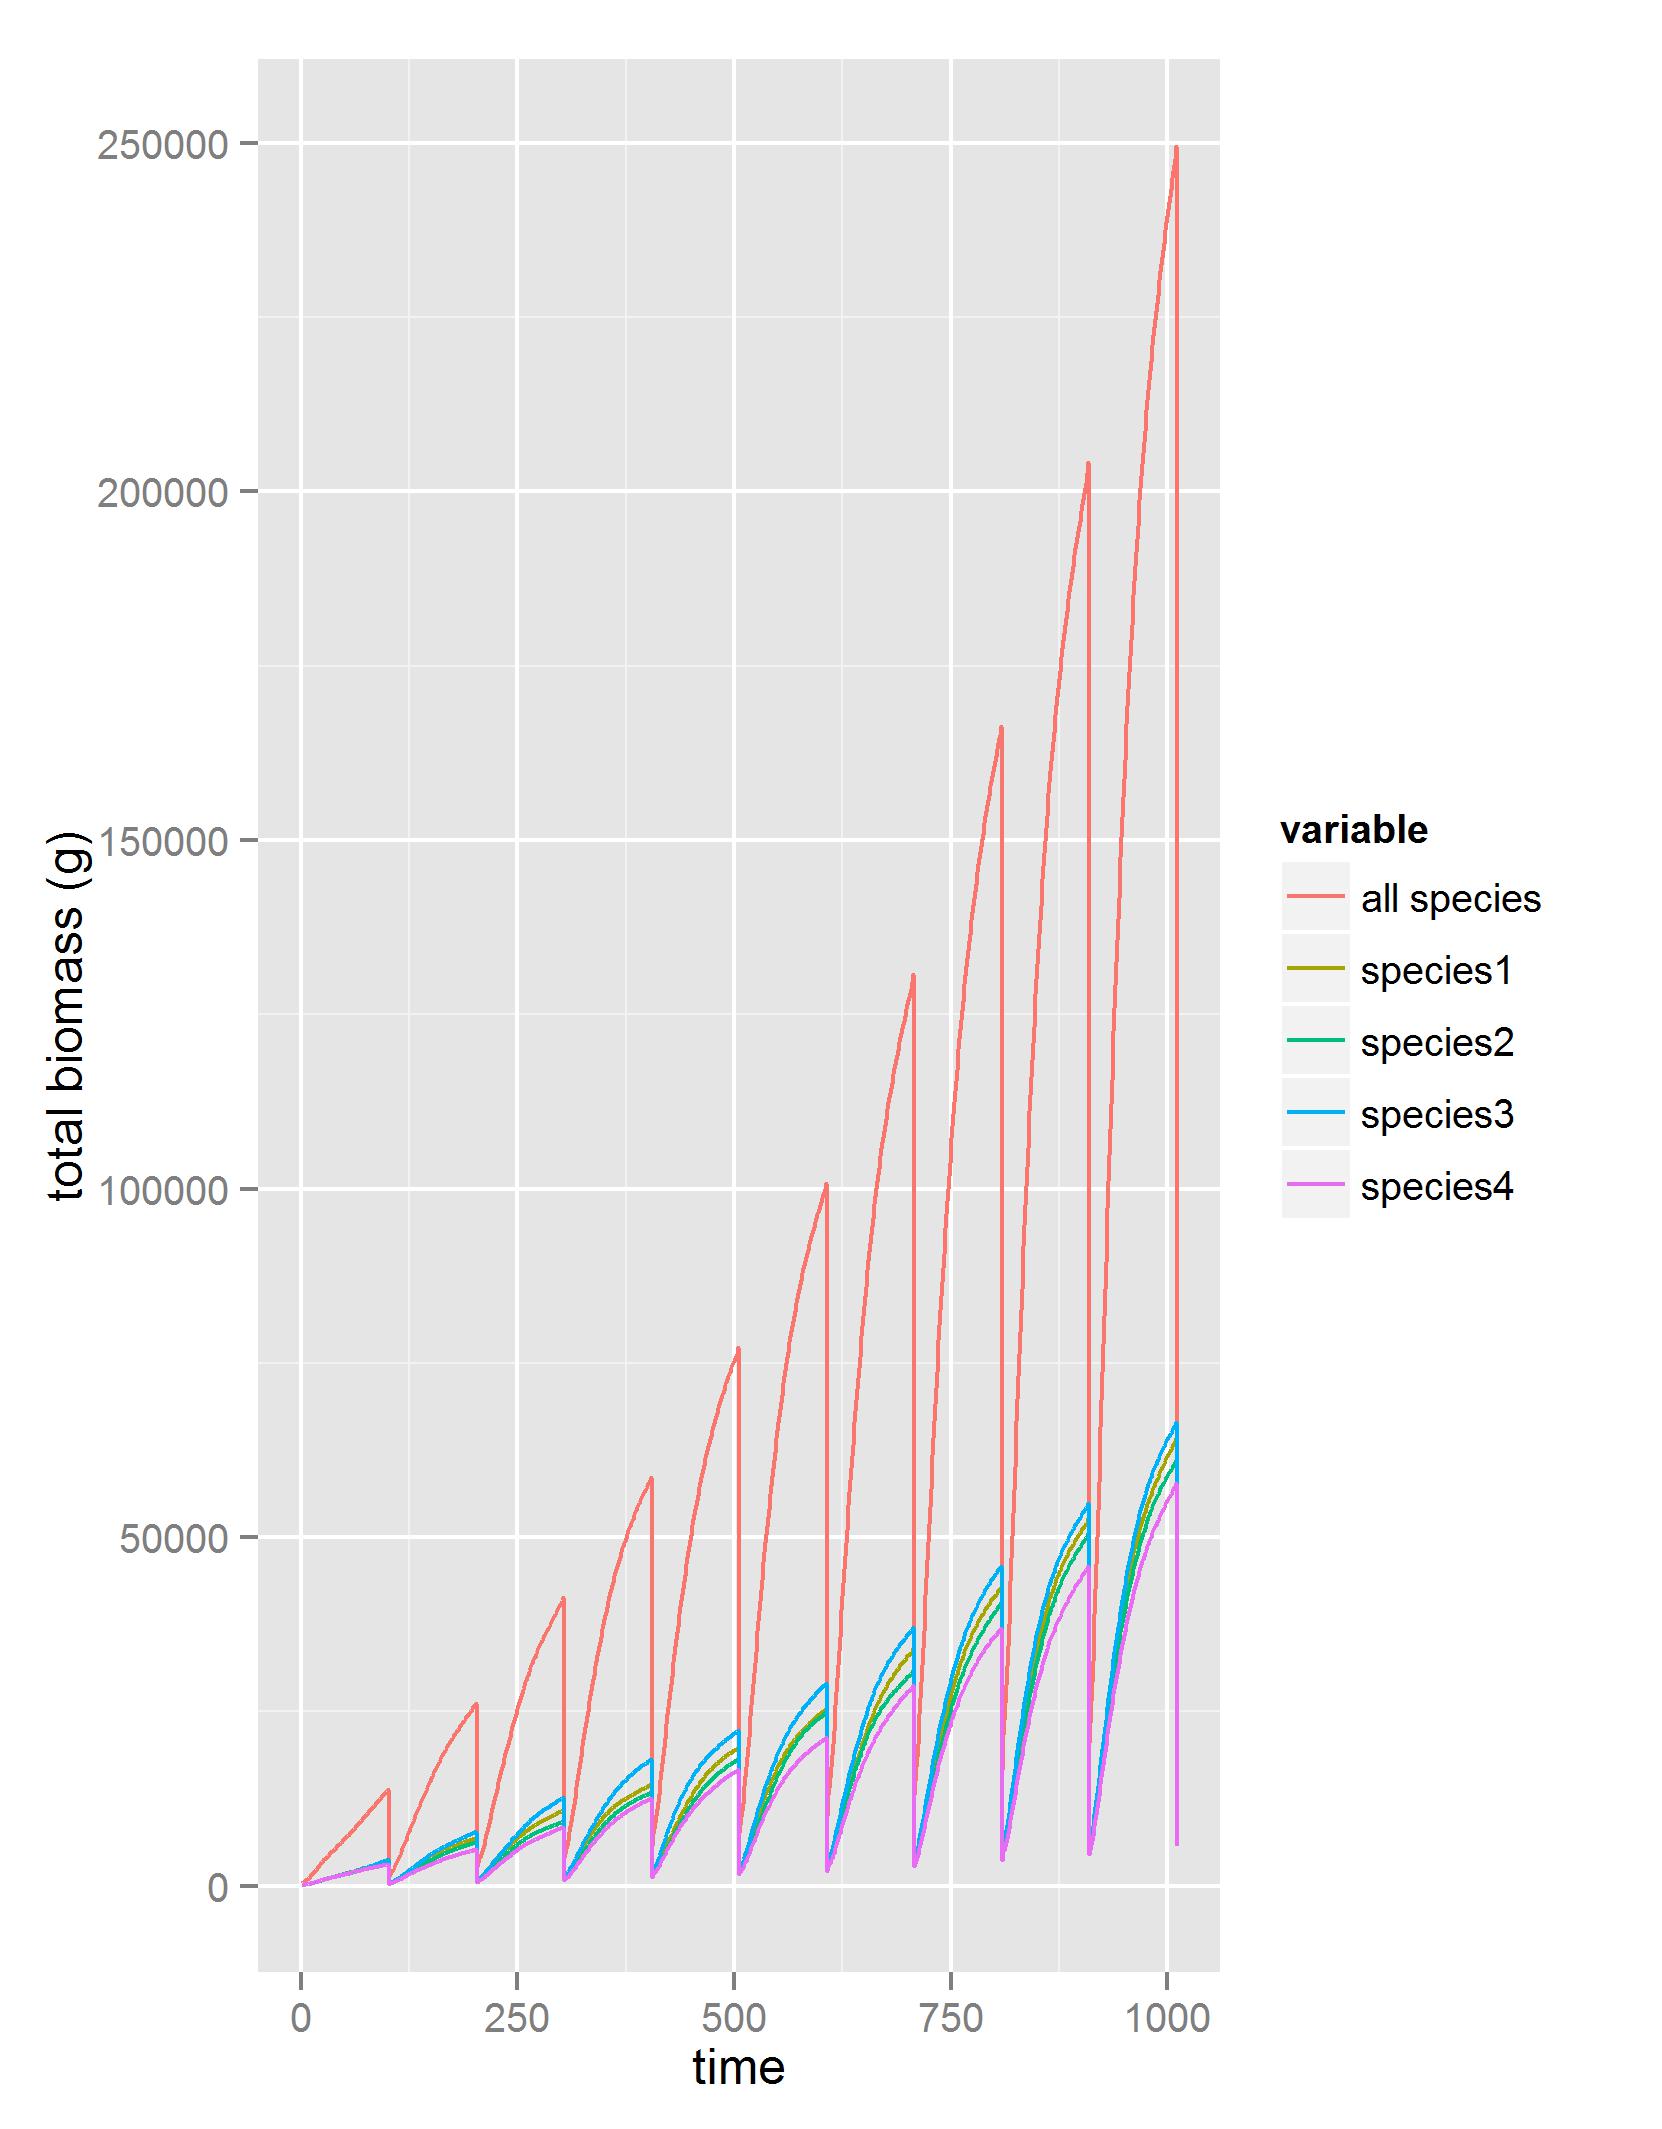 250000
200000
150000
100000
50000
0
total biomass (g)
0 250 500 750 1000
time
variable
all species
species1
species2
species3
species4